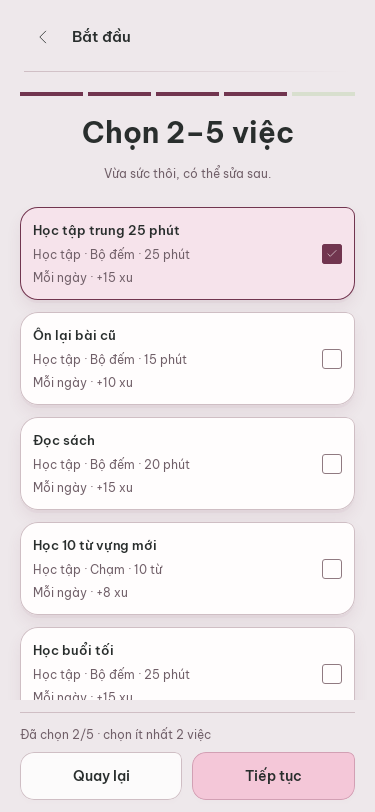 Bắt đầu
Chọn 2–5 việc
Vừa sức thôi, có thể sửa sau.
Học tập trung 25 phút
Học tập · Bộ đếm · 25 phút
Mỗi ngày · +15 xu
Ôn lại bài cũ
Học tập · Bộ đếm · 15 phút
Mỗi ngày · +10 xu
Đọc sách
Học tập · Bộ đếm · 20 phút
Mỗi ngày · +15 xu
Học 10 từ vựng mới
Học tập · Chạm · 10 từ
Mỗi ngày · +8 xu
Học buổi tối
Học tập · Bộ đếm · 25 phút
Mỗi ngày · +15 xu
Đã chọn 2/5 · chọn ít nhất 2 việc
Quay lại
Tiếp tục